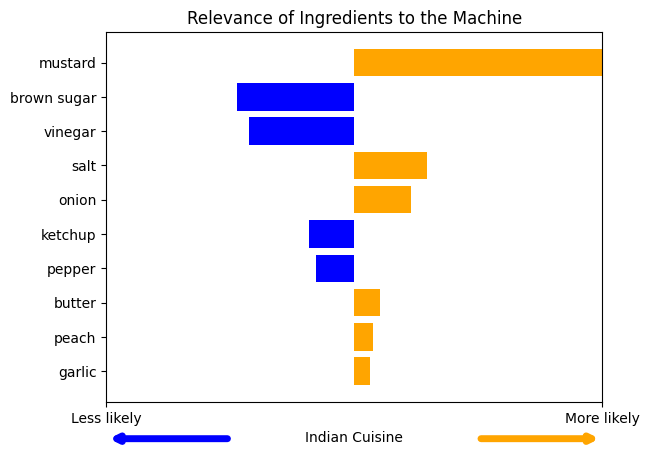 Relevance of Ingredients to the Machine
mustard
brown sugar
vinegar
salt
onion
ketchup
pepper
butter
peach
garlic
Less likely
More likely
Indian Cuisine